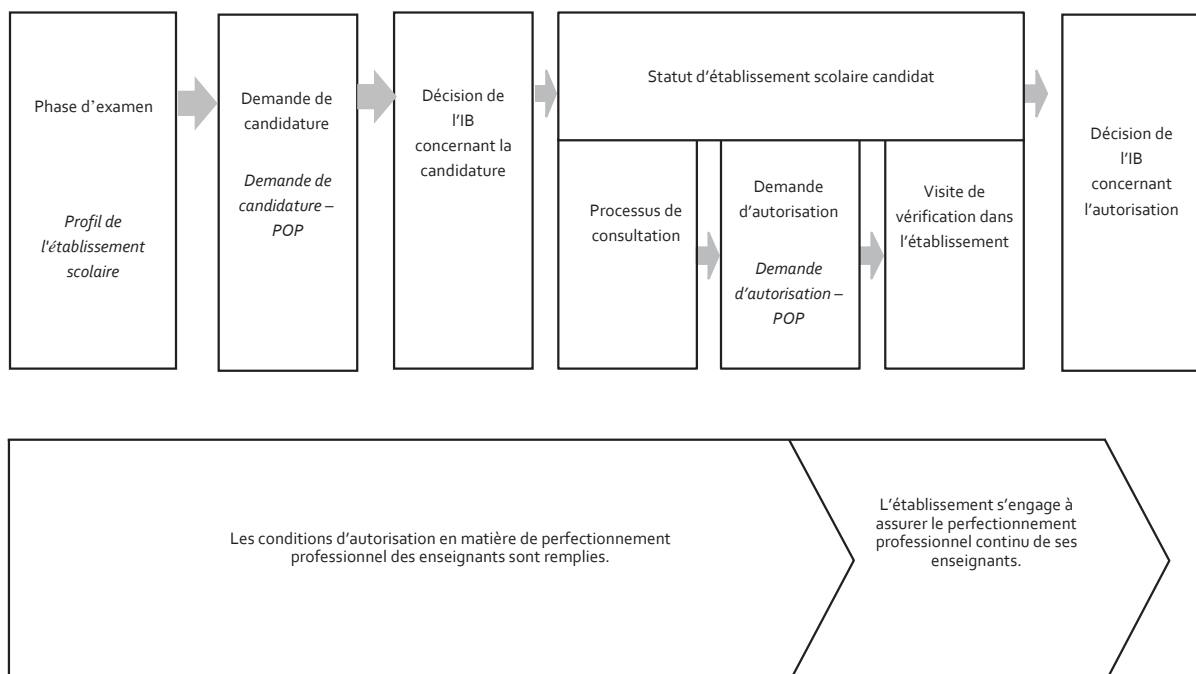 Phase d'examen
Profil de
l'établissement
scolaire
Demande de
candidature
Demande de
candidature –
POP
Décision de
l'IB
concernant la
candidature
Statut d'établissement scolaire candidat
Processus de
consultation
Demande
d'autorisation
Demande
d'autorisation –
POP
Visite de
vérification dans
l'établissement
Décision de
l'IB
concernant
l'autorisation
Les conditions d'autorisation en matière de perfectionnement
professionnel des enseignants sont remplies.
L'établissement s'engage à
assurer le perfectionnement
professionnel continu de ses
enseignants.